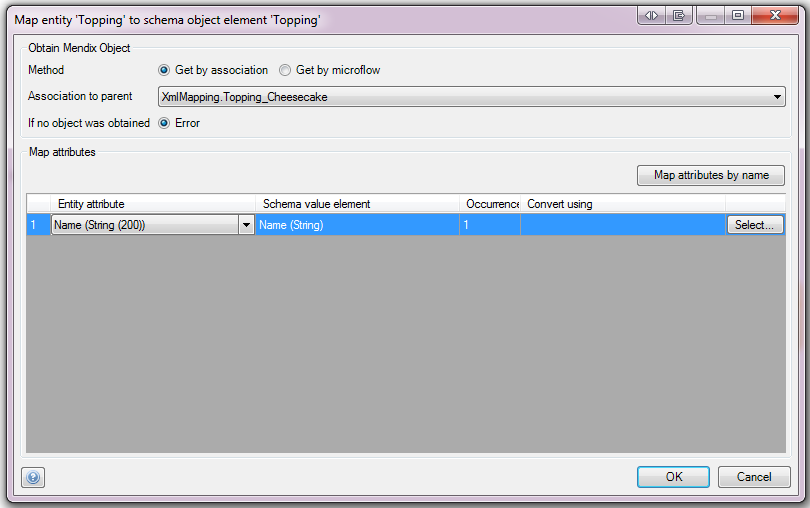 Map entity 'Topping' to schema object element 'Topping'
Obtain Mendix Object
Method Get by association Get by microflow
Association to parent XmlMapping.Topping_Cheesecake
If no object was obtained Error
Map attributes
Map attributes by name
Entity attribute Schema value element Occurrence Convert using
1 Name (String (200)) Name (String) 1 Select...
? OK Cancel